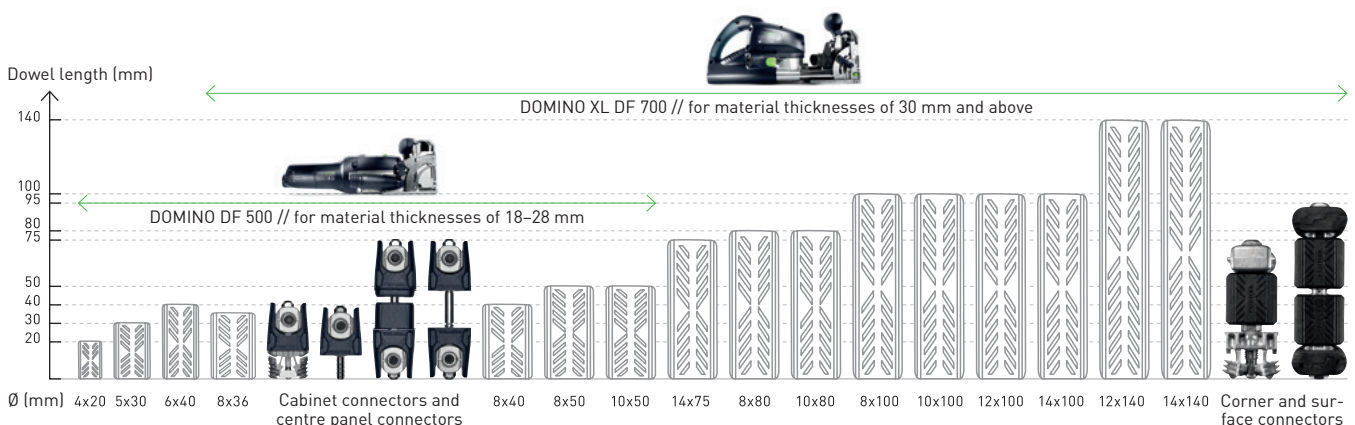 Dowel length (mm)
DOMINO XL DF 700 // for material thicknesses of 30 mm and above
140
100
95
DOMINO DF 500 // for material thicknesses of 18–28 mm
80
75
50
40
30
20
Ø (mm) 4x20 5x30 6x40 8x36 Cabinet connectors and 8x40 8x50 10x50 14x75 8x80 10x80 8x100 10x100 12x100 14x100 12x140 14x140 Corner and sur-
centre panel connectors face connectors